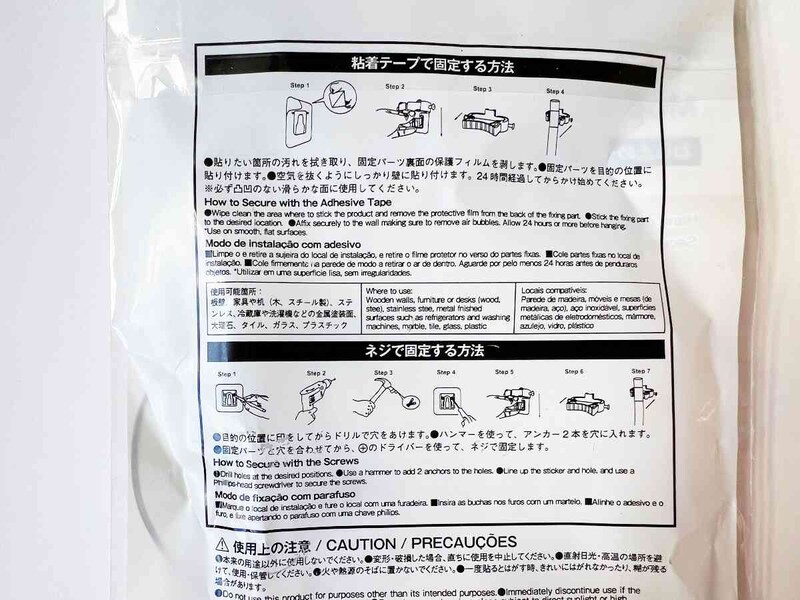 粘着テープで固定する方法
Step 1 Step 2 Step 3 Step 4
●貼りたい箇所の汚れを拭き取り、固定パーツ裏面の保護フィルムを剥します。●固定パーツを目的の位置に
貼り付けます。●空気を抜くようにしっかり壁に貼り付けます。24時間経過してからかけ始めてください。
※必ず凸凹のない滑らかな面に使用してください。
How to Secure with the Adhesive Tape
●Wipe clean the area where to stick the product and remove the protective film from the back of the fixing part. ●Stick the fixing part
to the desired location. ●Affix securely to the wall making sure to remove air bubbles. Allow 24 hours or more before hanging.
*Use on smooth, flat surfaces.
Modo de instalação com adesivo
■Limpe o e retire a sujeira do local de instalação, e retire o filme protetor no verso do partes fixas. ■Cole partes fixas no local de
instalação. ■Cole firmemente na parede de modo a retirar o ar de dentro. Aguarde por pelo menos 24 horas antes de penduraros
objetos. *Utilizar em uma superfície lisa, sem irregularidades.
使用可能箇所：
板壁、家具や机（木、スチール製）、ステ
ンレス、冷蔵庫や洗濯機などの金属塗装面、
大理石、タイル、ガラス、プラスチック
Where to use:
Wooden walls, furniture or desks (wood,
steel), stainless steel, metal fnished
surfaces such as refrigerators and washing
machines, marble, tile, glass, plastic
Locais compatíveis:
Parede de madeira, móveis e mesas (de
madeira, aço), aço inoxidável, superfícies
metálicas de eletrodomésticos, mármore,
azulejo, vidro, plástico
ネジで固定する方法
Step 1 Step 2 Step 3 Step 4 Step 5 Step 6 Step 7
●目的の位置に印をしてからドリルで穴をあけます。●ハンマーを使って、アンカー2本を穴に入れます。
●固定パーツと穴を合わせてから、⊕のドライバーを使って、ネジで固定します。
How to Secure with the Screws
●Drill holes at the desired positions. ●Use a hammer to add 2 anchors to the holes. ●Line up the sticker and hole, and use a
Phillips-head screwdriver to secure the screws.
Modo de fixação com parafuso
■Marque o local de instalação e fure o local com uma furadeira. ■Insira as buchas nos furos com um martelo. ■Alinhe o adesivo e o
furo, e fixe apertando o parafuso com uma chave philips.
⚠ 使用上の注意 / CAUTION / PRECAUÇÕES
●本来の用途以外に使用しないでください。●変形・破損した場合、直ちに使用を中止してください。●直射日光・高温の場所を避
けて、使用・保管してください。●火や熱源のそばに置かないでください。●一度貼るとはがす時、きれいにはがれなかったり、糊が残る
場合があります。
●Do not use this product for purposes other than its intended purposes. ●Immediately discontinue use if the